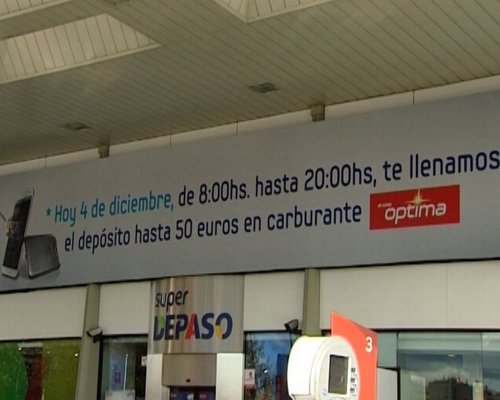 * Hoy 4 de diciembre, de 8:00hs. hasta 20:00hs, te llenamos
el depósito hasta 50 euros en carburante
óptima
super
DEPASO
3